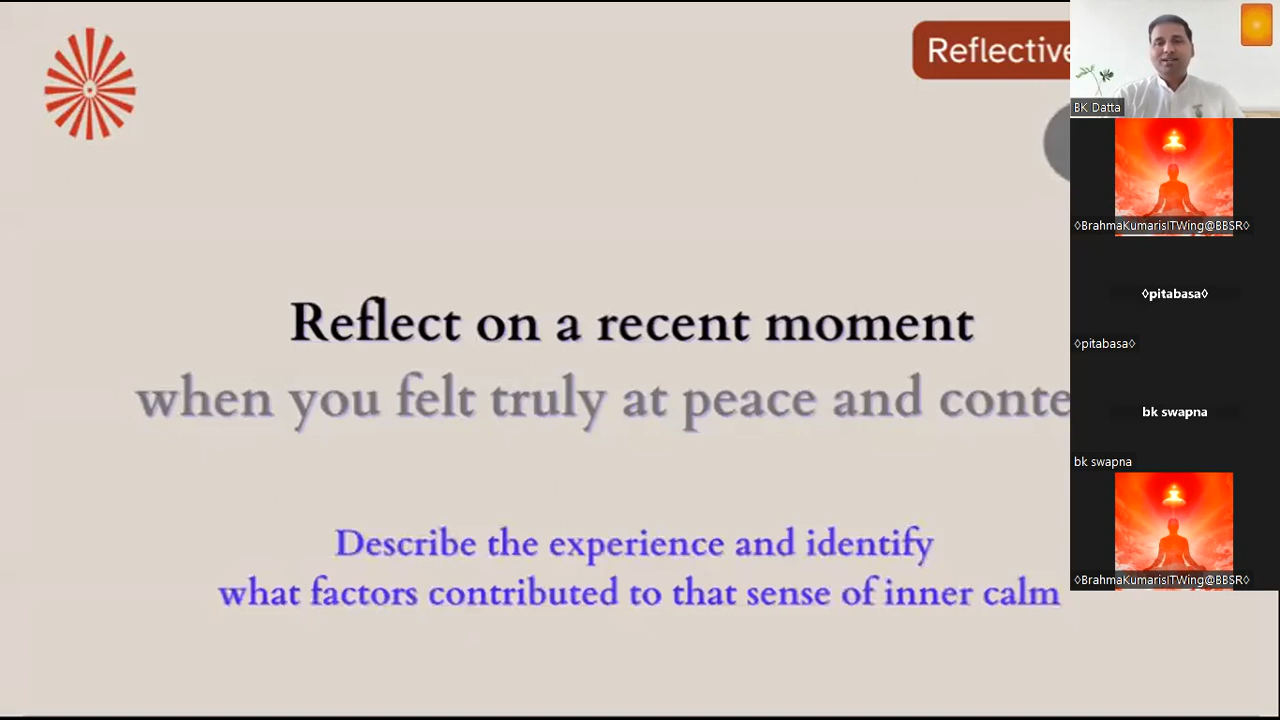 Reflective
Reflect on a recent moment
when you felt truly at peace and conte
Describe the experience and identify
what factors contributed to that sense of inner calm
BK Datta
◊BrahmaKumarisITWing@BBSR◊
◊pitabasa◊
◊pitabasa◊
bk swapna
bk swapna
◊BrahmaKumarisITWing@BBSR◊